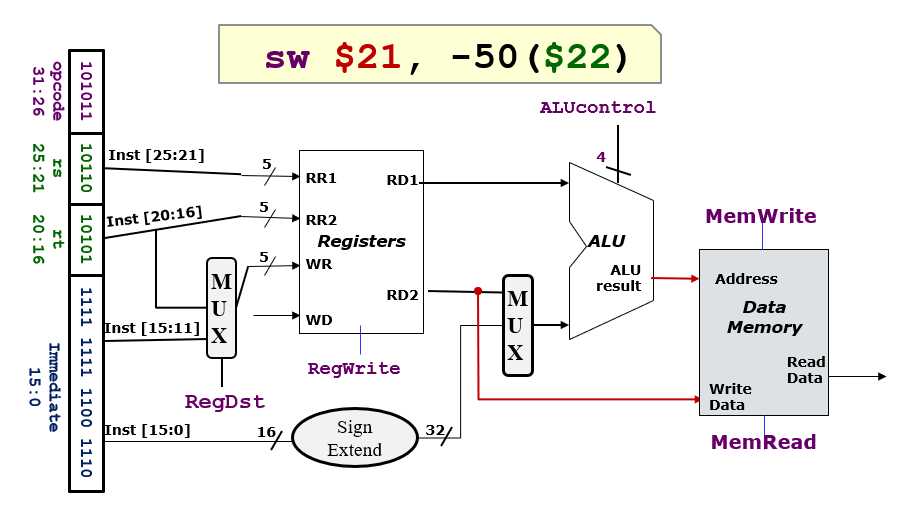 sw $21, -50($22)
opcode
31:26
101011
rs
25:21
10110
rt
20:16
10101
Immediate
15:0
1111 1111 1100 1110
Inst [25:21]
5
Inst [20:16]
5
5
Inst [15:11]
Inst [15:0]
16
MUX
RegDst
RR1
RR2
WR
WD
Registers
RD1
RD2
RegWrite
Sign
Extend
32
MUX
ALUcontrol
4
ALU
ALU
result
MemWrite
Address
Data
Memory
Read
Data
Write
Data
MemRead